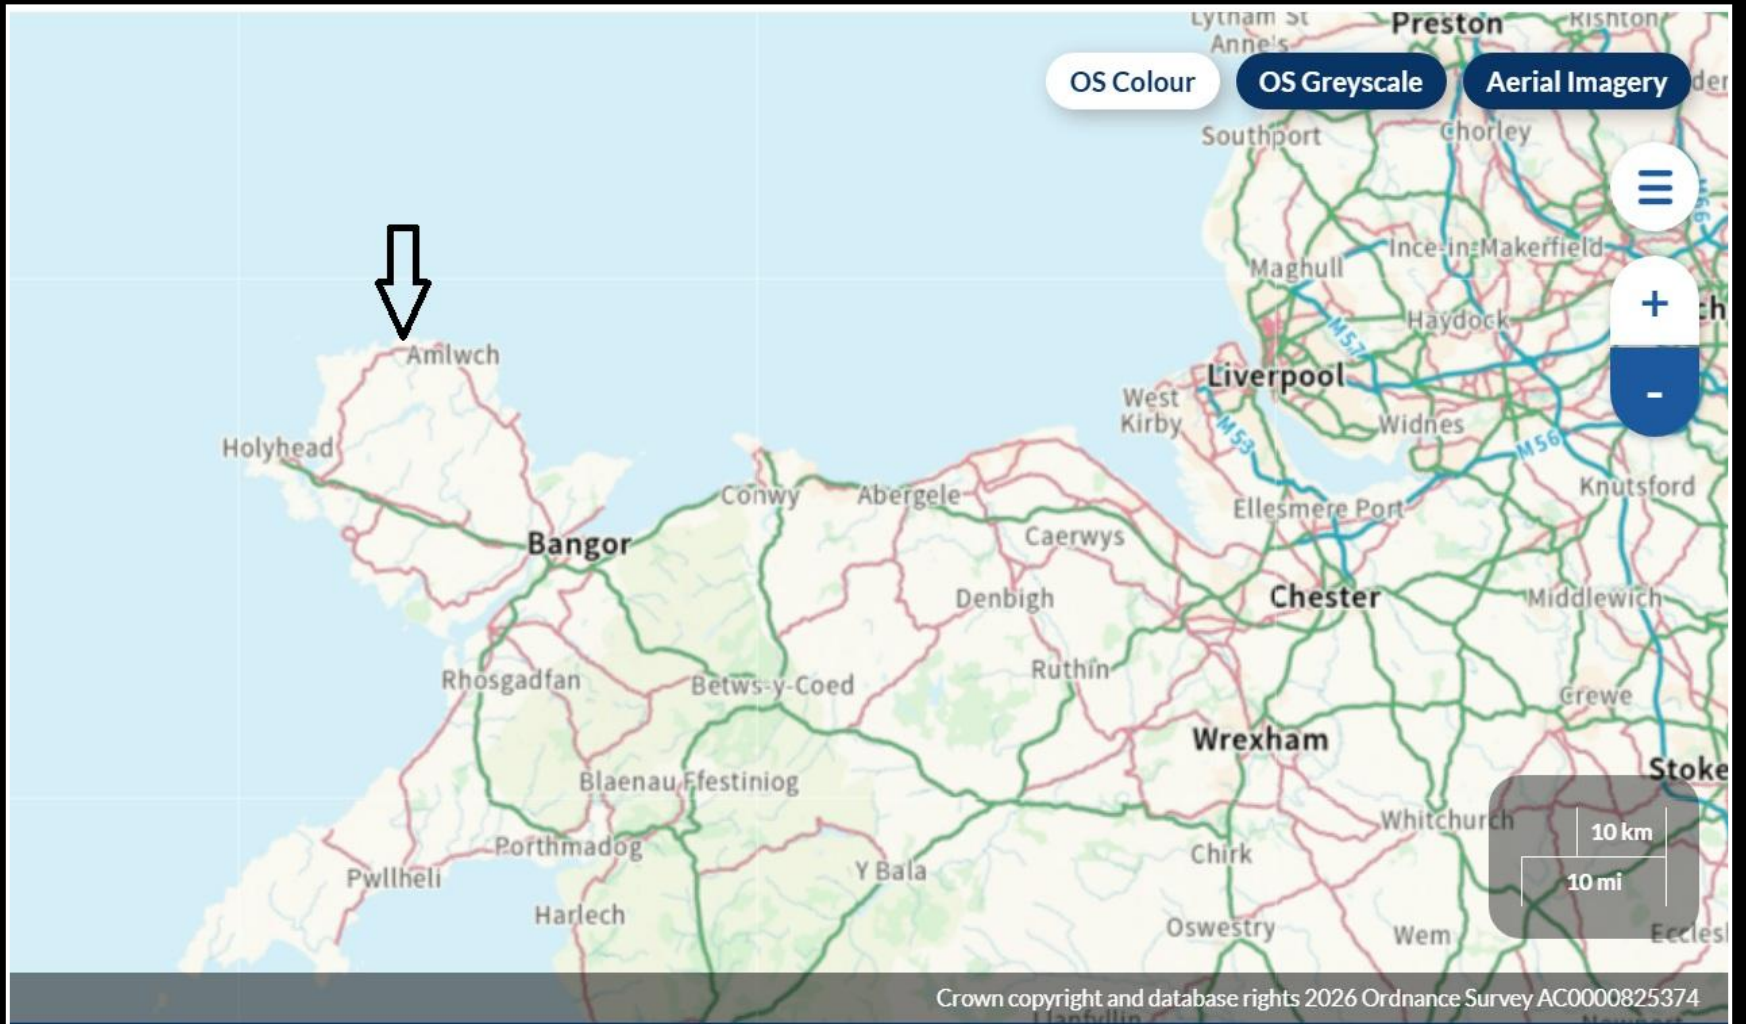 Lytham St
Anne's
Preston
Rishton
OS Colour
OS Greyscale
Aerial Imagery
Southport
Chorley
Ince-in-Makerfield
Maghull
+
M57
Haydock
Amlwch
Liverpool
West
Kirby
-
Widnes
Holyhead
M53
M56
Conwy
Abergele
Knutsford
Ellesmere Port
Bangor
Caerwys
Denbigh
Chester
Middlewich
Rhosgadfan
Betws-y-Coed
Ruthin
Crewe
Wrexham
Stoke
Blaenau Ffestiniog
Whitchurch
10 km
Porthmadog
Chirk
Pwllheli
Y Bala
10 mi
Harlech
Oswestry
Wem
Crown copyright and database rights 2026 Ordnance Survey AC0000825374
Llanfyllin
Newport